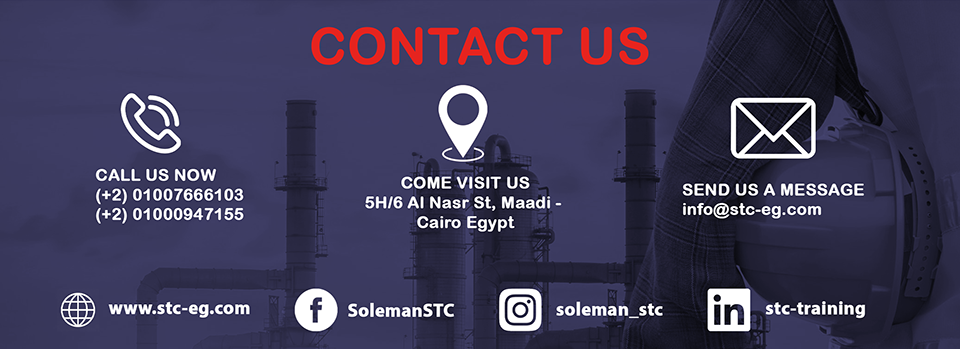 CONTACT US
CALL US NOW
(+2) 01007666103
(+2) 01000947155
COME VISIT US
5H/6 Al Nasr St, Maadi -
Cairo Egypt
SEND US A MESSAGE
info@stc-eg.com
www.stc-eg.com
SolemanSTC
soleman_stc
stc-training